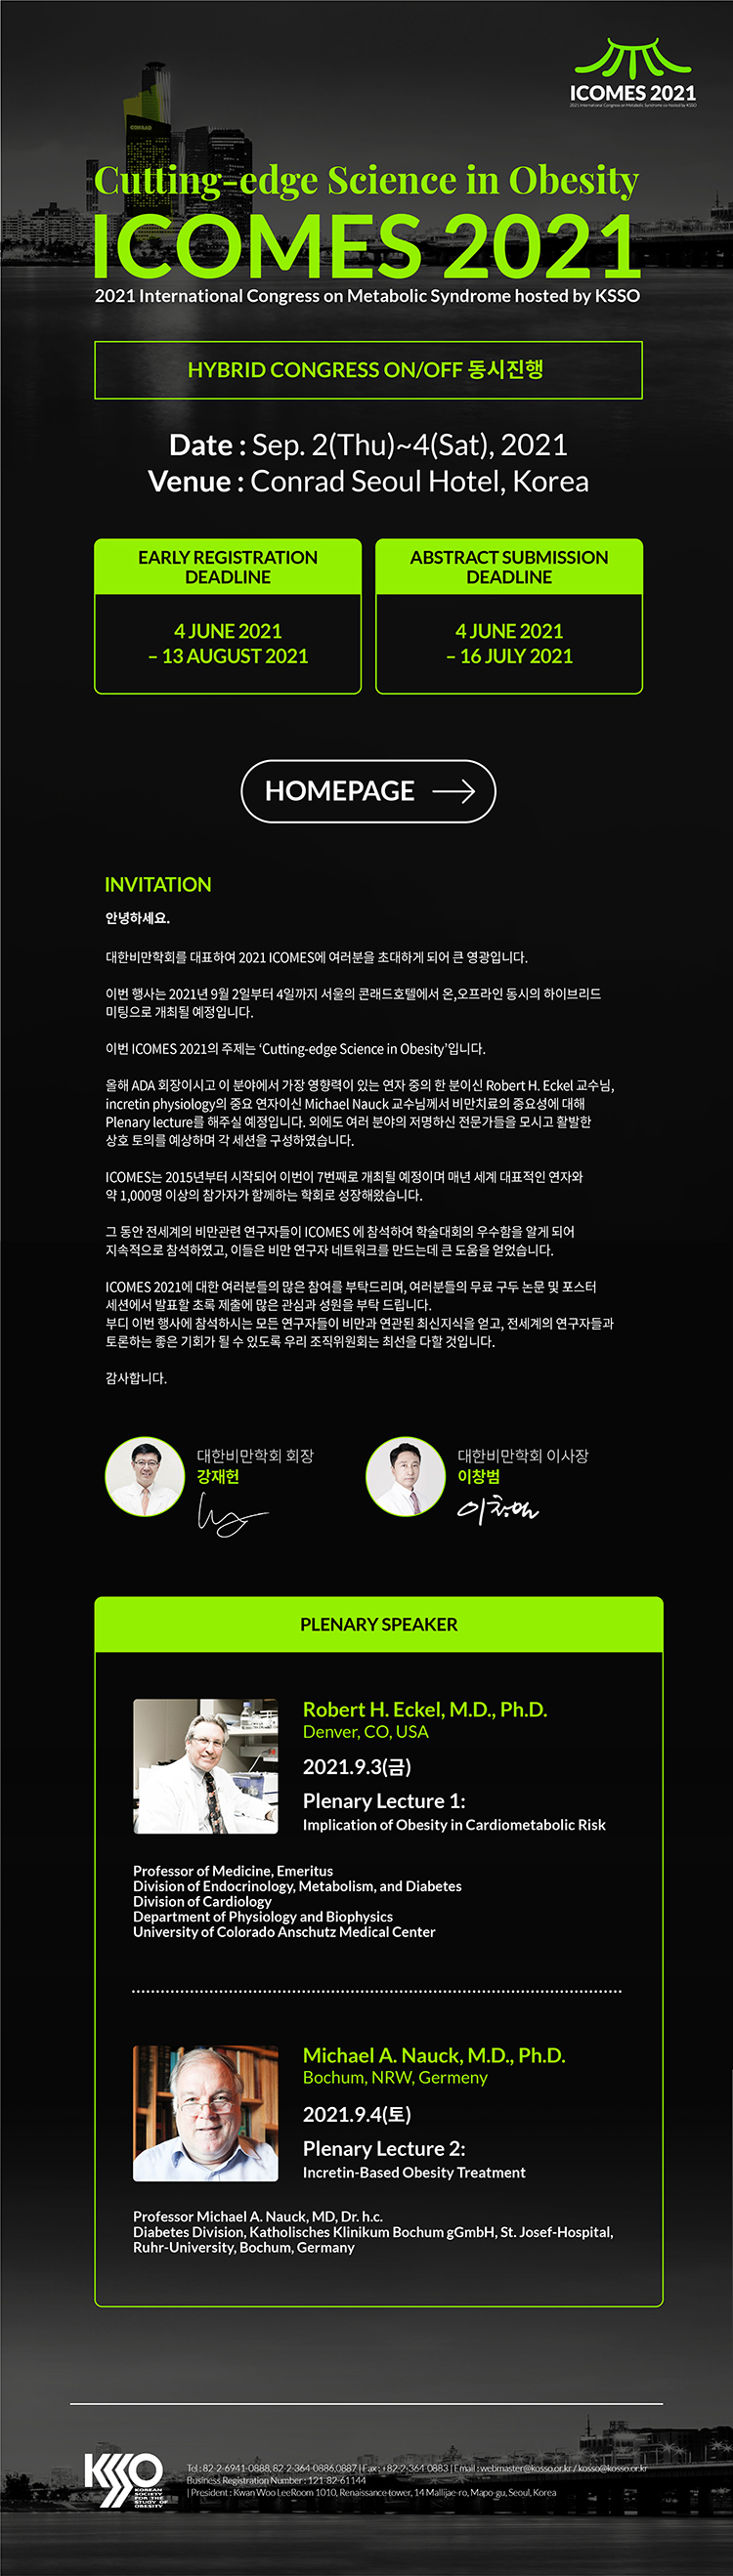 ICOMES 2021
2021 International Congress on Metabolic Syndrome co-hosted by KSSO
CONRAD
Cutting-edge Science in Obesity
ICOMES 2021
2021 International Congress on Metabolic Syndrome hosted by KSSO
HYBRID CONGRESS ON/OFF 동시진행
Date : Sep. 2(Thu)~4(Sat), 2021
Venue : Conrad Seoul Hotel, Korea
EARLY REGISTRATION
DEADLINE
4 JUNE 2021
– 13 AUGUST 2021
ABSTRACT SUBMISSION
DEADLINE
4 JUNE 2021
– 16 JULY 2021
HOMEPAGE
INVITATION
안녕하세요.
대한비만학회를 대표하여 2021 ICOMES에 여러분을 초대하게 되어 큰 영광입니다.
이번 행사는 2021년 9월 2일부터 4일까지 서울의 콘래드호텔에서 온,오프라인 동시의 하이브리드
미팅으로 개최될 예정입니다.
이번 ICOMES 2021의 주제는 ‘Cutting-edge Science in Obesity’입니다.
올해 ADA 회장이시고 이 분야에서 가장 영향력이 있는 연자 중의 한 분이신 Robert H. Eckel 교수님,
incretin physiology의 중요 연자이신 Michael Nauck 교수님께서 비만치료의 중요성에 대해
Plenary lecture를 해주실 예정입니다. 외에도 여러 분야의 저명하신 전문가들을 모시고 활발한
상호 토의를 예상하며 각 세션을 구성하였습니다.
ICOMES는 2015년부터 시작되어 이번이 7번째로 개최될 예정이며 매년 세계 대표적인 연자와
약 1,000명 이상의 참가자가 함께하는 학회로 성장해왔습니다.
그 동안 전세계의 비만관련 연구자들이 ICOMES 에 참석하여 학술대회의 우수함을 알게 되어
지속적으로 참석하였고, 이들은 비만 연구자 네트워크를 만드는데 큰 도움을 얻었습니다.
ICOMES 2021에 대한 여러분들의 많은 참여를 부탁드리며, 여러분들의 무료 구두 논문 및 포스터
세션에서 발표할 초록 제출에 많은 관심과 성원을 부탁 드립니다.
부디 이번 행사에 참석하시는 모든 연구자들이 비만과 연관된 최신지식을 얻고, 전세계의 연구자들과
토론하는 좋은 기회가 될 수 있도록 우리 조직위원회는 최선을 다할 것입니다.
감사합니다.
대한비만학회 회장
강재헌
대한비만학회 이사장
이창범
이창범
PLENARY SPEAKER
Robert H. Eckel, M.D., Ph.D.
Denver, CO, USA
2021.9.3(금)
Plenary Lecture 1:
Implication of Obesity in Cardiometabolic Risk
Professor of Medicine, Emeritus
Division of Endocrinology, Metabolism, and Diabetes
Division of Cardiology
Department of Physiology and Biophysics
University of Colorado Anschutz Medical Center
Michael A. Nauck, M.D., Ph.D.
Bochum, NRW, Germeny
2021.9.4(토)
Plenary Lecture 2:
Incretin-Based Obesity Treatment
Professor Michael A. Nauck, MD, Dr. h.c.
Diabetes Division, Katholisches Klinikum Bochum gGmbH, St. Josef-Hospital,
Ruhr-University, Bochum, Germany
KSSO
KOREAN
SOCIETY
FOR THE
STUDY OF
OBESITY
Tel : 82-2-6941-0888, 82-2-364-0886,0887 | Fax : +82-2-364-0883 | Email : webmaster@kosso.or.kr / kosso@kosso.or.kr
Business Registration Number : 121-82-61144
| President : Kwan Woo LeeRoom 1010, Renaissance tower, 14 Mallijae-ro, Mapo-gu, Seoul, Korea